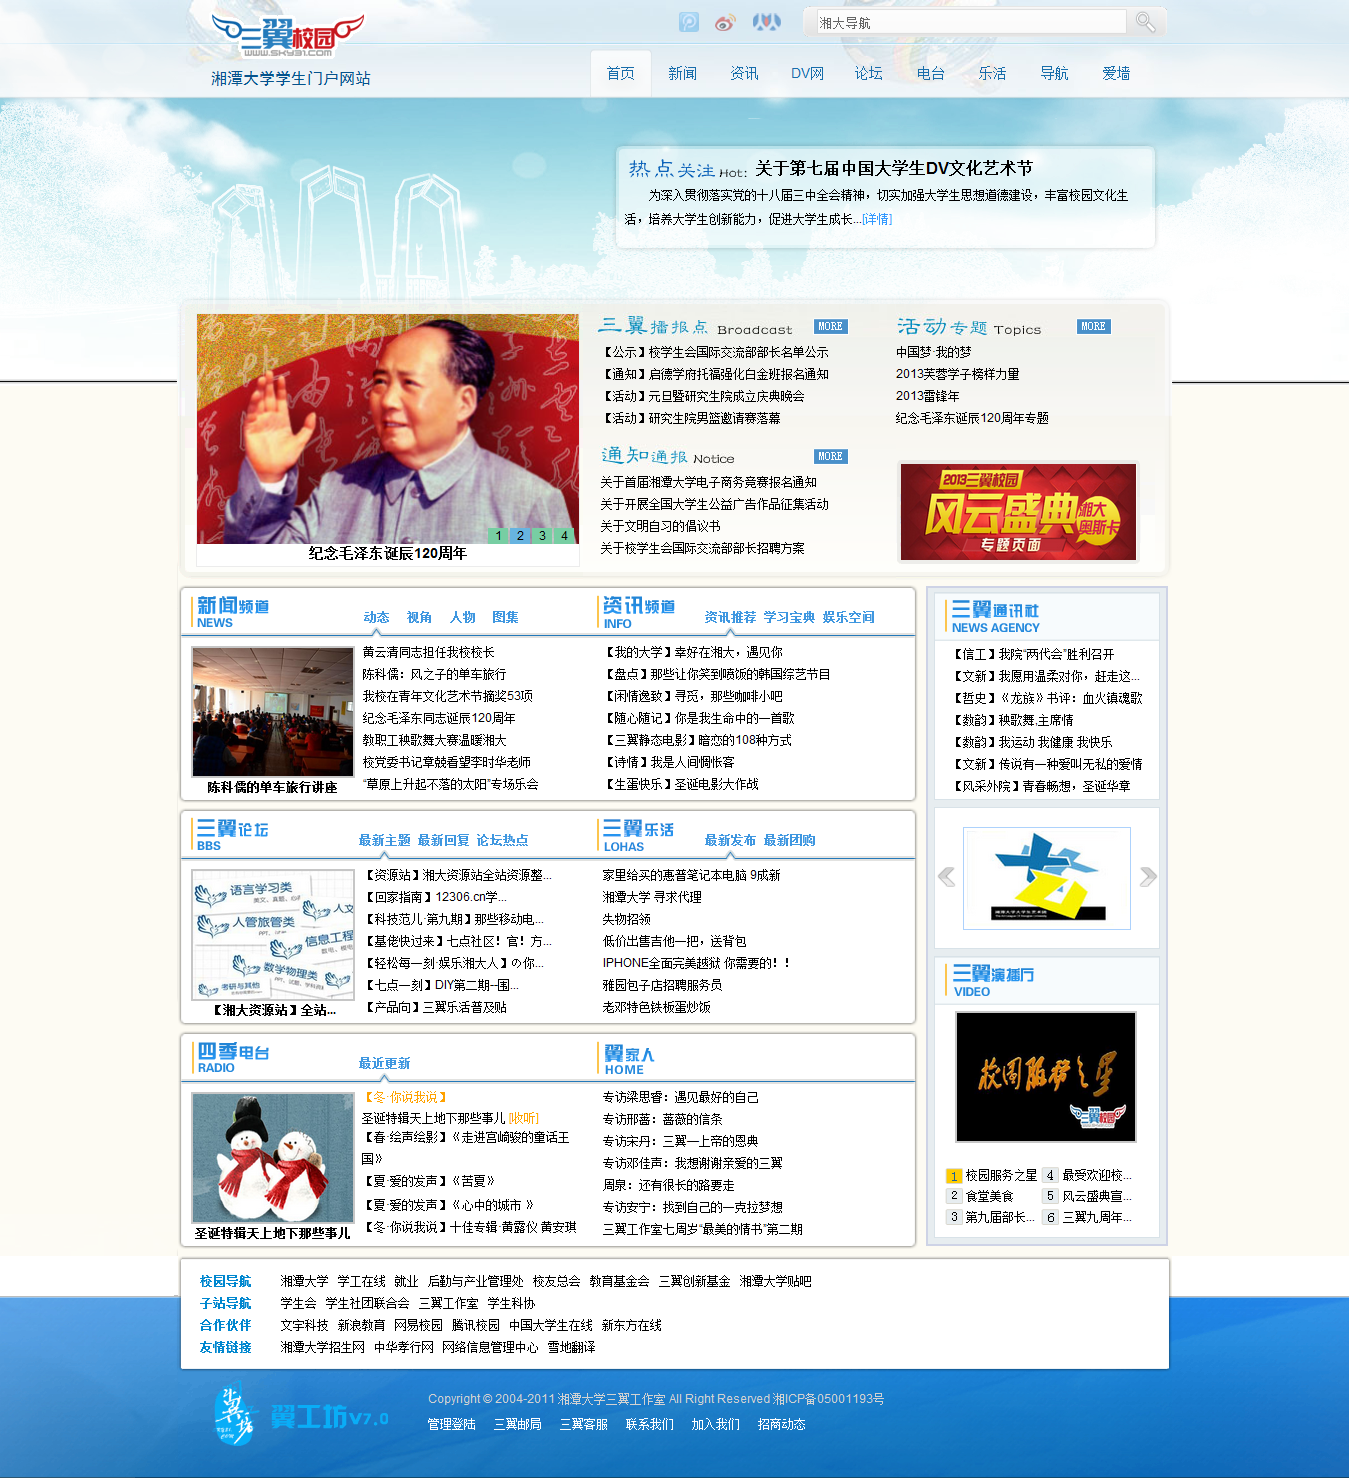 三翼校园
www.sky31.com
湘潭大学学生门户网站
湘大导航
首页 新闻 资讯 DV网 论坛 电台 乐活 导航 爱墙
热点关注 Hot: 关于第七届中国大学生DV文化艺术节
为深入贯彻落实党的十八届三中全会精神，切实加强大学生思想道德建设，丰富校园文化生
活，培养大学生创新能力，促进大学生成长...[详情]
1 2 3 4
纪念毛泽东诞辰120周年
三翼播报点 Broadcast MORE
【公示】校学生会国际交流部部长名单公示
【通知】启德学府托福强化白金班报名通知
【活动】元旦暨研究生院成立庆典晚会
【活动】研究生院男篮邀请赛落幕
通知通报 Notice MORE
关于首届湘潭大学电子商务竞赛报名通知
关于开展全国大学生公益广告作品征集活动
关于文明自习的倡议书
关于校学生会国际交流部部长招聘方案
活动专题 Topics MORE
中国梦·我的梦
2013芙蓉学子榜样力量
2013雷锋年
纪念毛泽东诞辰120周年专题
2013三翼校园
风云盛典
湘大
奥斯卡
专题页面
新闻频道
NEWS
动态 视角 人物 图集
陈科儒的单车旅行讲座
黄云清同志担任我校校长
陈科儒：风之子的单车旅行
我校在青年文化艺术节摘奖53项
纪念毛泽东同志诞辰120周年
教职工秧歌舞大赛温暖湘大
校党委书记章兢看望李时华老师
“草原上升起不落的太阳”专场乐会
资讯频道
INFO
资讯推荐 学习宝典 娱乐空间
【我的大学】幸好在湘大，遇见你
【盘点】那些让你笑到喷饭的韩国综艺节目
【闲情逸致】寻觅，那些咖啡小吧
【随心随记】你是我生命中的一首歌
【三翼静态电影】暗恋的108种方式
【诗情】我是人间惆怅客
【生蛋快乐】圣诞电影大作战
三翼通讯社
NEWS AGENCY
【信工】我院“两代会”胜利召开
【文新】我愿用温柔对你，赶走这...
【哲史】《龙族》书评：血火镇魂歌
【数韵】秧歌舞,主席情
【数韵】我运动 我健康 我快乐
【文新】传说有一种爱叫无私的爱情
【风采外院】青春畅想，圣诞华章
三翼论坛
BBS
最新主题 最新回复 论坛热点
语言学习类
人管旅管类
信息工程
数学物理类
考研与其他
【湘大资源站】全站...
【资源站】湘大资源站全站资源整...
【回家指南】12306.cn学...
【科技范儿·第九期】那些移动电...
【基佬快过来】七点社区！官！方...
【轻松每一刻·娱乐湘大人】の你...
【七点一刻】DIY第二期--围...
【产品向】三翼乐活普及贴
三翼乐活
LOHAS
最新发布 最新团购
家里给买的惠普笔记本电脑 9成新
湘潭大学 寻求代理
失物招领
低价出售吉他一把，送背包
IPHONE全面完美越狱 你需要的！！
雅园包子店招聘服务员
老邓特色铁板蛋炒饭
三翼演播厅
VIDEO
校园服务之星
三翼校园
1 校园服务之星 4 最受欢迎校...
2 食堂美食 5 风云盛典宣...
3 第九届部长... 6 三翼九周年...
四季电台
RADIO
最近更新
圣诞特辑天上地下那些事儿
【冬·你说我说】
圣诞特辑天上地下那些事儿 [收听]
【春·绘声绘影】《走进宫崎骏的童话王
国》
【夏·爱的发声】《苦夏》
【夏·爱的发声】《心中的城市 》
【冬·你说我说】十佳专辑·黄露仪 黄安琪
翼家人
HOME
专访梁思睿：遇见最好的自己
专访邢蔷：蔷薇的信条
专访宋丹：三翼—上帝的恩典
专访邓佳声：我想谢谢亲爱的三翼
周泉：还有很长的路要走
专访安宁：找到自己的一克拉梦想
三翼工作室七周岁“最美的情书”第二期
校园导航 湘潭大学 学工在线 就业 后勤与产业管理处 校友总会 教育基金会 三翼创新基金 湘潭大学贴吧
子站导航 学生会 学生社团联合会 三翼工作室 学生科协
合作伙伴 文宇科技 新浪教育 网易校园 腾讯校园 中国大学生在线 新东方在线
友情链接 湘潭大学招生网 中华孝行网 网络信息管理中心 雪地翻译
翼工坊V7.0
Copyright © 2004-2011 湘潭大学三翼工作室 All Right Reserved 湘ICP备05001193号
管理登陆 三翼邮局 三翼客服 联系我们 加入我们 招商动态